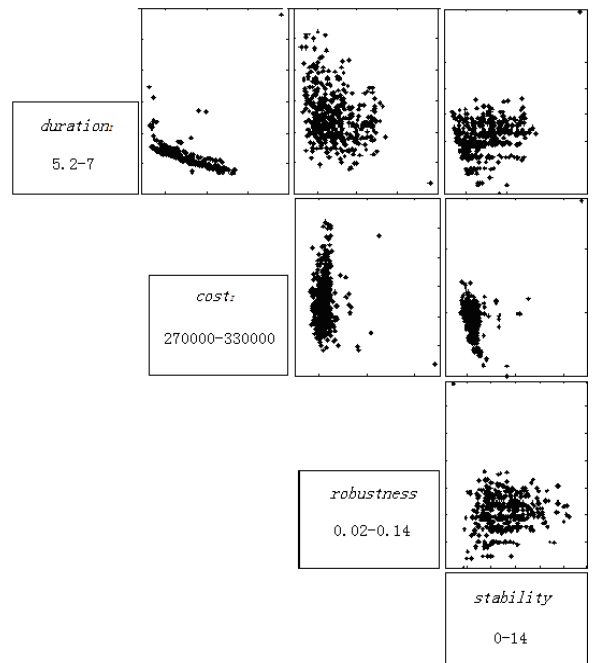 duration:
5.2-7
cost:
270000-330000
robustness
0.02-0.14
stability
0-14